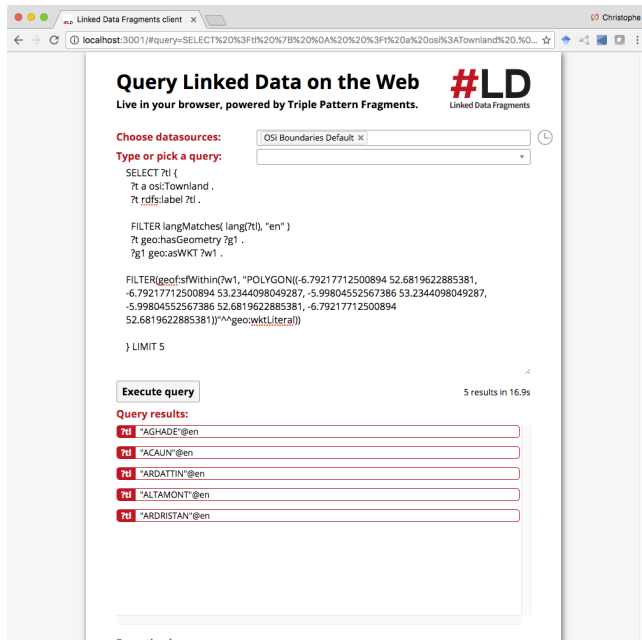 Linked Data Fragments client
Christophe
localhost:3001/#query=SELECT%20%3Ftl%20%7B%20%0A%20%20%3Ft%20a%20osi%3ATownland%20.%0...
Query Linked Data on the Web
Live in your browser, powered by Triple Pattern Fragments.
#LD
Linked Data Fragments
Choose datasources:
OSi Boundaries Default ×
Type or pick a query:
SELECT ?tl {
?t a osi:Townland .
?t rdfs:label ?tl .
FILTER langMatches( lang(?tl), "en" )
?t geo:hasGeometry ?g1 .
?g1 geo:asWKT ?w1 .
FILTER(geof:sfWithin(?w1, "POLYGON((-6.79217712500894 52.6819622885381,
-6.79217712500894 53.2344098049287, -5.99804552567386 53.2344098049287,
-5.99804552567386 52.6819622885381, -6.79217712500894
52.6819622885381))"^^geo:wktLiteral))
} LIMIT 5
Execute query
5 results in 16.9s
Query results:
?tl "AGHADE"@en
?tl "ACAUN"@en
?tl "ARDATTIN"@en
?tl "ALTAMONT"@en
?tl "ARDRISTAN"@en